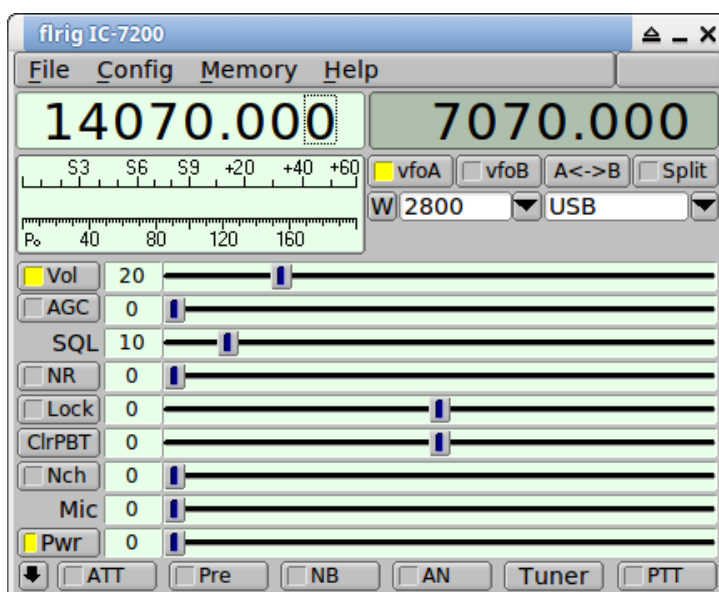 flrig IC-7200
File Config Memory Help
14070.000 7070.000
S3 S6 S9 +20 +40 +60
vfoA vfoB A<->B Split
W 2800 USB
Po 40 80 120 160
Vol 20
AGC 0
SQL 10
NR 0
Lock 0
ClrPBT 0
Nch 0
Mic 0
Pwr 0
ATT Pre NB AN Tuner PTT